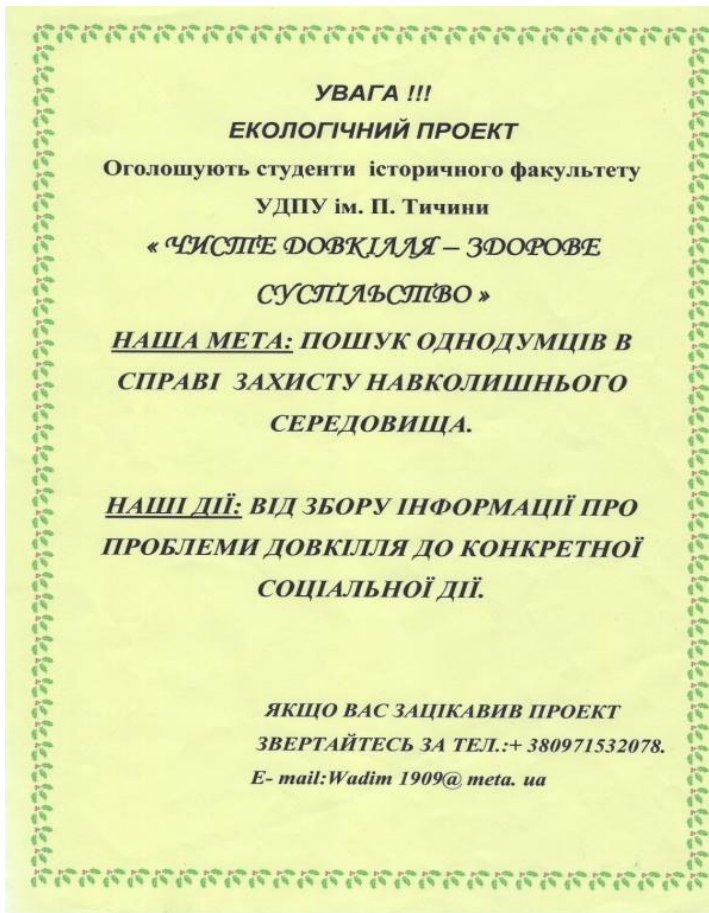 УВАГА !!!
ЕКОЛОГІЧНИЙ ПРОЕКТ
Оголошують студенти історичного факультету
УДПУ ім. П. Тичини
« ЧИСТЕ ДОВКІЛЛЯ – ЗДОРОВЕ
СУСПІЛЬСТВО »
НАША МЕТА: ПОШУК ОДНОДУМЦІВ В
СПРАВІ ЗАХИСТУ НАВКОЛИШНЬОГО
СЕРЕДОВИЩА.
НАШІ ДІЇ: ВІД ЗБОРУ ІНФОРМАЦІЇ ПРО
ПРОБЛЕМИ ДОВКІЛЛЯ ДО КОНКРЕТНОЇ
СОЦІАЛЬНОЇ ДІЇ.
ЯКЩО ВАС ЗАЦІКАВИВ ПРОЕКТ
ЗВЕРТАЙТЕСЬ ЗА ТЕЛ.:+ 380971532078.
E- mail:Wadim 1909@ meta. ua